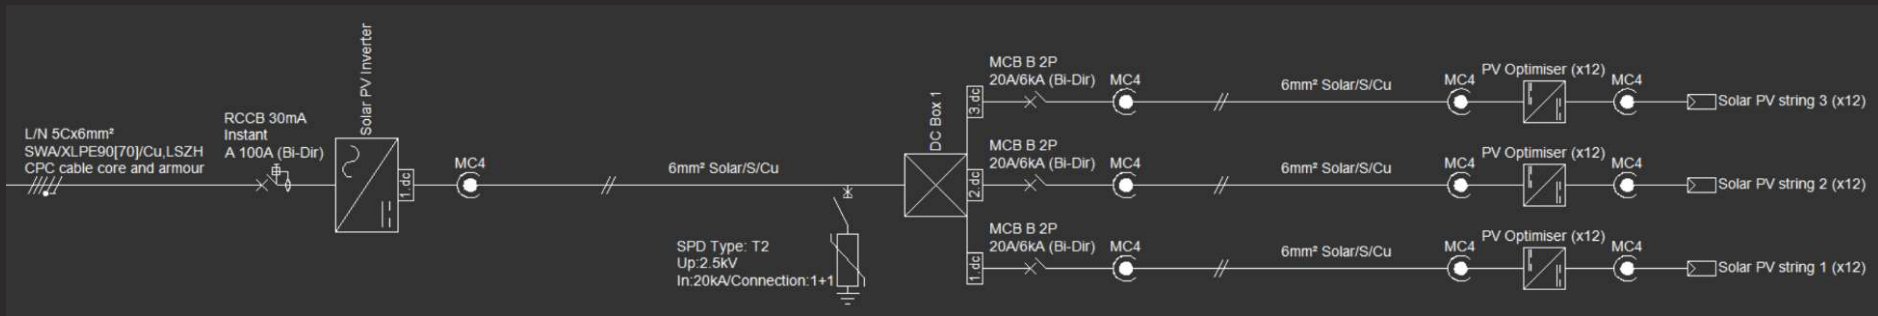 L/N 5Cx6mm²
SWA/XLPE90[70]/Cu,LSZH
CPC cable core and armour
RCCB 30mA
Instant
A 100A (Bi-Dir)
Solar PV Inverter
1.dc
MC4
6mm² Solar/S/Cu
SPD Type: T2
Up:2.5kV
In:20kA/Connection:1+1
DC Box 1
3.dc
MCB B 2P
20A/6kA (Bi-Dir)
MC4
6mm² Solar/S/Cu
MC4
PV Optimiser (x12)
MC4
Solar PV string 3 (x12)
2.dc
MCB B 2P
20A/6kA (Bi-Dir)
MC4
6mm² Solar/S/Cu
MC4
PV Optimiser (x12)
MC4
Solar PV string 2 (x12)
1.dc
MCB B 2P
20A/6kA (Bi-Dir)
MC4
6mm² Solar/S/Cu
MC4
PV Optimiser (x12)
MC4
Solar PV string 1 (x12)